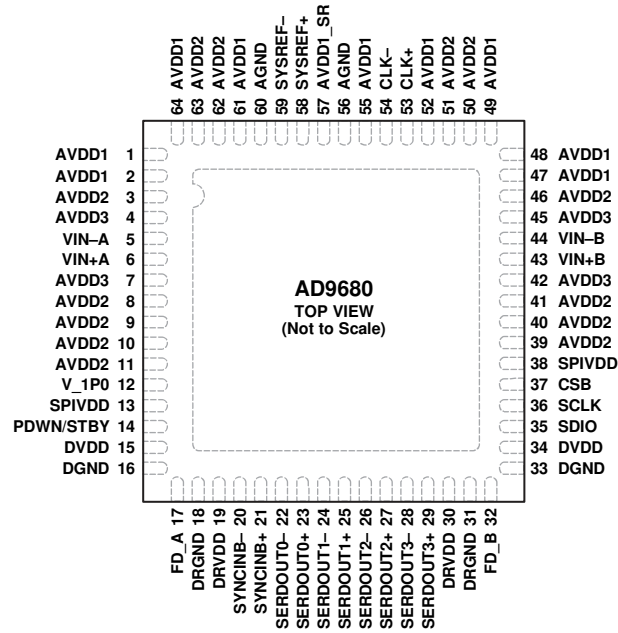 64 AVDD1
63 AVDD2
62 AVDD2
61 AVDD1
60 AGND
59 SYSREF–
58 SYSREF+
57 AVDD1_SR
56 AGND
55 AVDD1
54 CLK–
53 CLK+
52 AVDD1
51 AVDD2
50 AVDD2
49 AVDD1
AVDD1 1
AVDD1 2
AVDD2 3
AVDD3 4
VIN–A 5
VIN+A 6
AVDD3 7
AVDD2 8
AVDD2 9
AVDD2 10
AVDD2 11
V_1P0 12
SPIVDD 13
PDWN/STBY 14
DVDD 15
DGND 16
AD9680
TOP VIEW
(Not to Scale)
48 AVDD1
47 AVDD1
46 AVDD2
45 AVDD3
44 VIN–B
43 VIN+B
42 AVDD3
41 AVDD2
40 AVDD2
39 AVDD2
38 SPIVDD
37 CSB
36 SCLK
35 SDIO
34 DVDD
33 DGND
FD_A 17
DRGND 18
DRVDD 19
SYNCINB– 20
SYNCINB+ 21
SERDOUT0– 22
SERDOUT0+ 23
SERDOUT1– 24
SERDOUT1+ 25
SERDOUT2– 26
SERDOUT2+ 27
SERDOUT3– 28
SERDOUT3+ 29
DRVDD 30
DRGND 31
FD_B 32